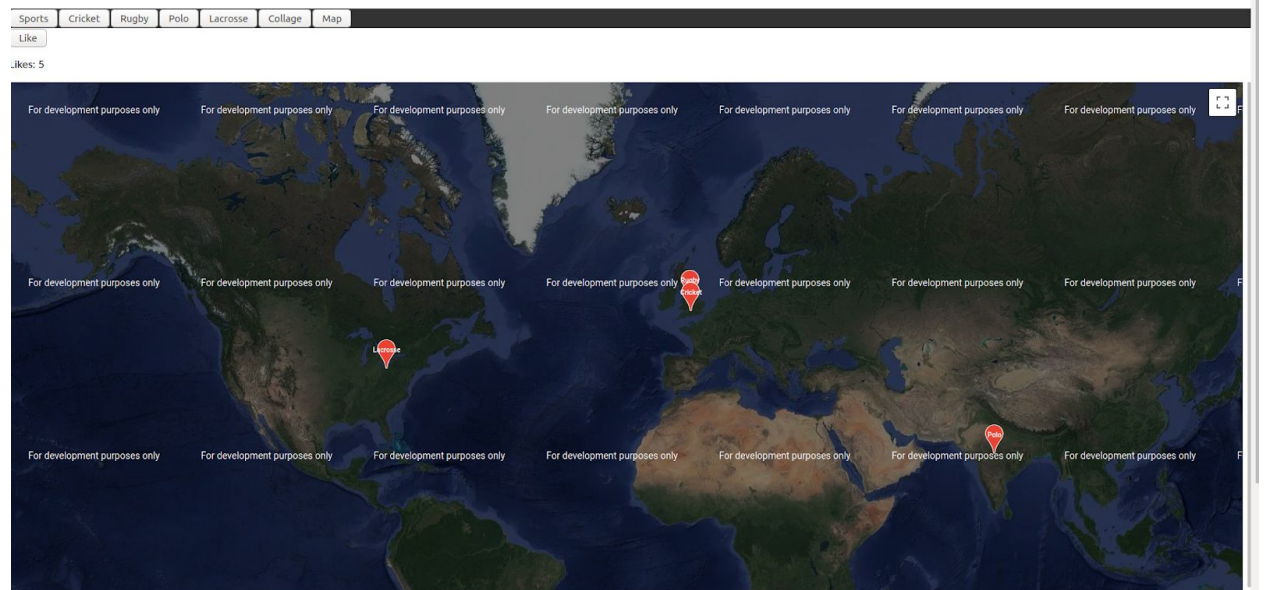 Sports Cricket Rugby Polo Lacrosse Collage Map
Like
Likes: 5
For development purposes only For development purposes only For development purposes only For development purposes only For development purposes only For development purposes only For development purposes only F
For development purposes only For development purposes only For development purposes only For development purposes only Rugby For development purposes only For development purposes only For development purposes only F
Cricket
Lacrosse
Polo
For development purposes only For development purposes only For development purposes only For development purposes only For development purposes only For development purposes only For development purposes only F